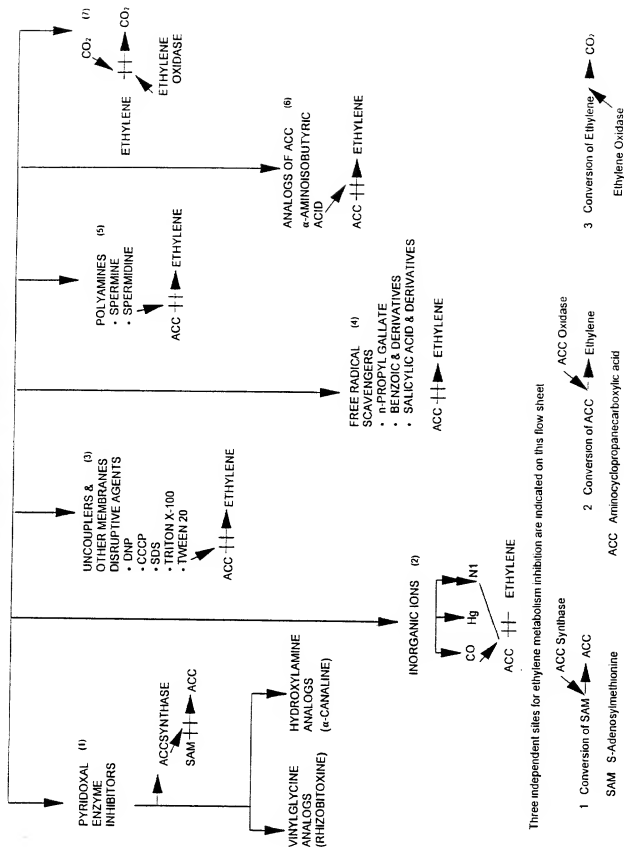 PYRIDOXAL (1)
ENZYME
INHIBITORS
ACCSYNTHASE
SAM ACC
VINYLGLYCINE
ANALOGS
(RHIZOBITOXINE)
HYDROXYLAMINE
ANALOGS
(α-CANALINE)
INORGANIC IONS (2)
CO Hg N1
ACC ETHYLENE
UNCOUPLERS & (3)
OTHER MEMBRANES
DISRUPTIVE AGENTS
• DNP
• CCCP
• SDS
• TRITON X-100
• TWEEN 20
ACC ETHYLENE
FREE RADICAL (4)
SCAVENGERS
• n-PROPYL GALLATE
• BENZOIC & DERIVATIVES
• SALICYLIC ACID & DERIVATIVES
ACC ETHYLENE
POLYAMINES (5)
• SPERMINE
• SPERMIDINE
ACC ETHYLENE
ANALOGS OF ACC (6)
α-AMINOISOBUTYRIC
ACID
ACC ETHYLENE
(7)
CO₂
ETHYLENE CO₂
ETHYLENE
OXIDASE
Three independent sites for ethylene metabolism inhibition are indicated on this flow sheet
ACC Synthase
1 Conversion of SAM ACC
SAM S-Adenosylmethionine
ACC Oxidase
2 Conversion of ACC Ethylene
ACC Aminocyclopropanecarboxylic acid
3 Conversion of Ethylene CO₂
Ethylene Oxidase